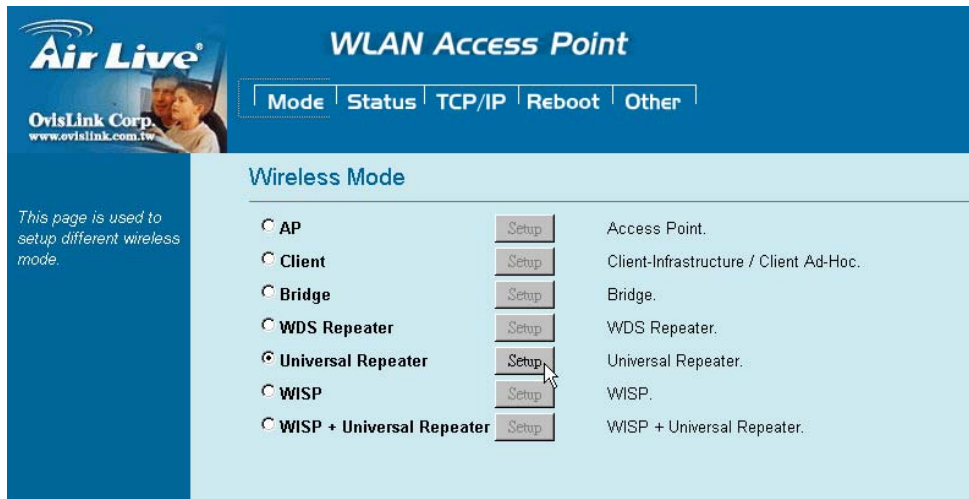 Air Live®
OvisLink Corp.
www.ovislink.com.tw
WLAN Access Point
Mode Status TCP/IP Reboot Other
This page is used to
setup different wireless
mode.
Wireless Mode
AP Setup Access Point.
Client Setup Client-Infrastructure / Client Ad-Hoc.
Bridge Setup Bridge.
WDS Repeater Setup WDS Repeater.
Universal Repeater Setup Universal Repeater.
WISP Setup WISP.
WISP + Universal Repeater Setup WISP + Universal Repeater.